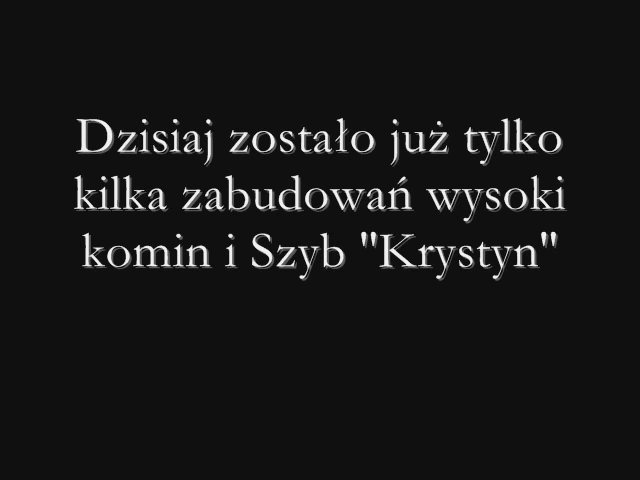 Dzisiaj zostało już tylko
kilka zabudowań wysoki
komin i Szyb "Krystyn"